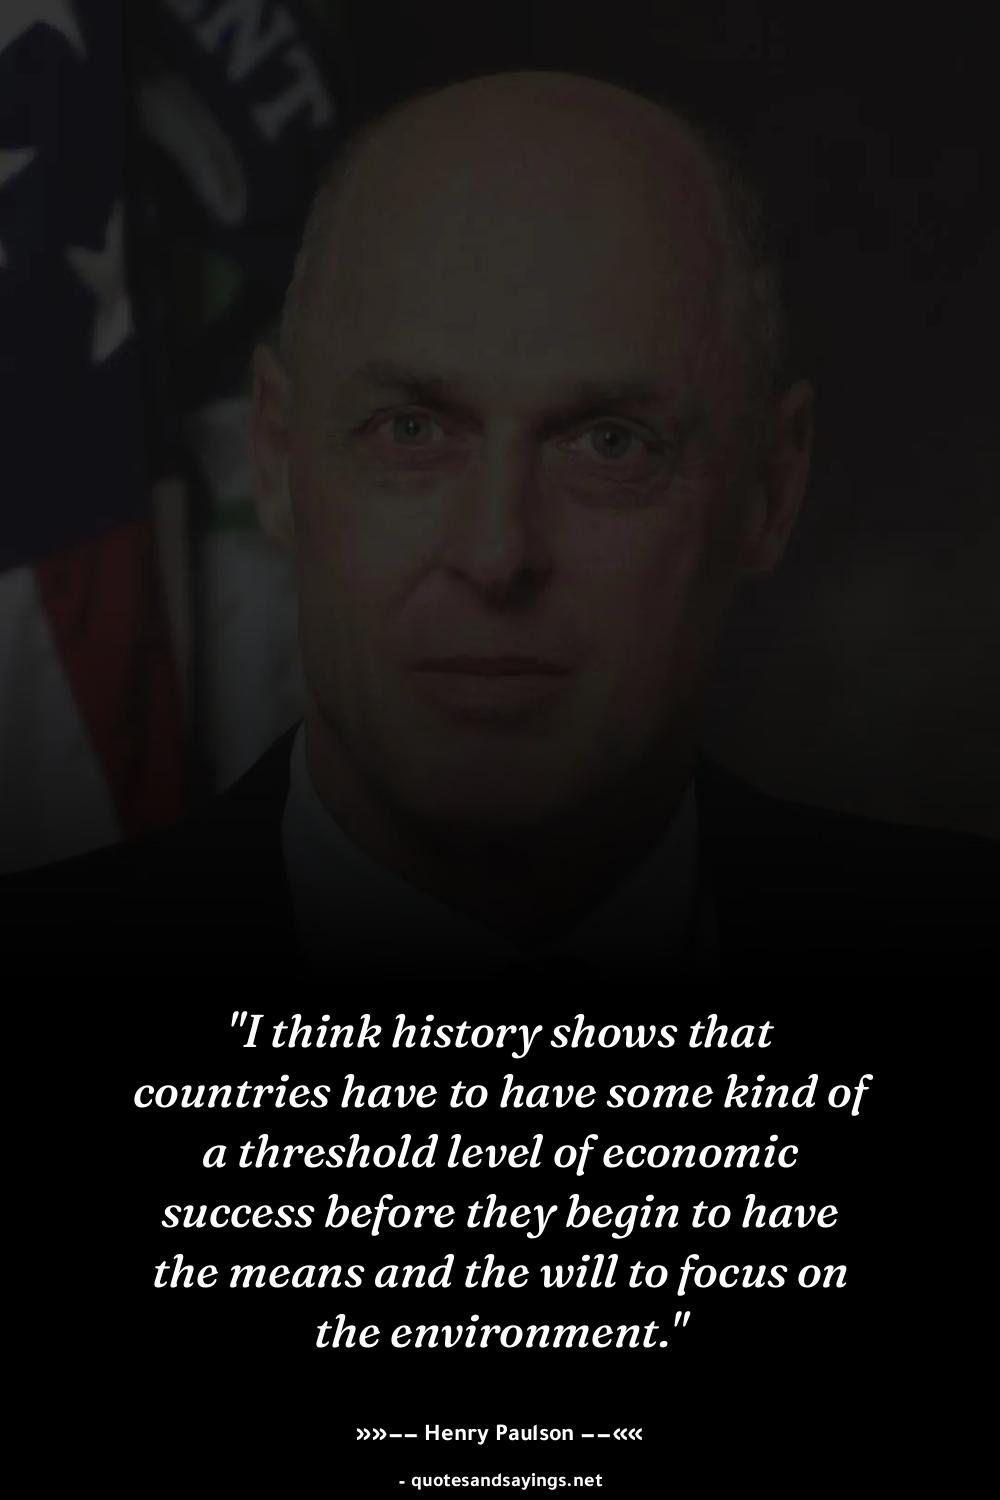 ENT
"I think history shows that
countries have to have some kind of
a threshold level of economic
success before they begin to have
the means and the will to focus on
the environment."
»»–– Henry Paulson ––««
- quotesandsayings.net